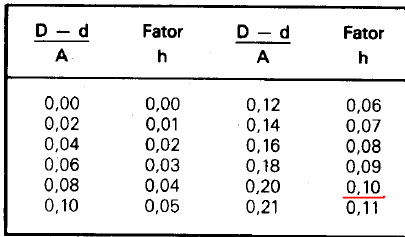 D – d Fator D – d Fator
A h A h
0,00 0,00 0,12 0,06
0,02 0,01 0,14 0,07
0,04 0,02 0,16 0,08
0,06 0,03 0,18 0,09
0,08 0,04 0,20 0,10
0,10 0,05 0,21 0,11